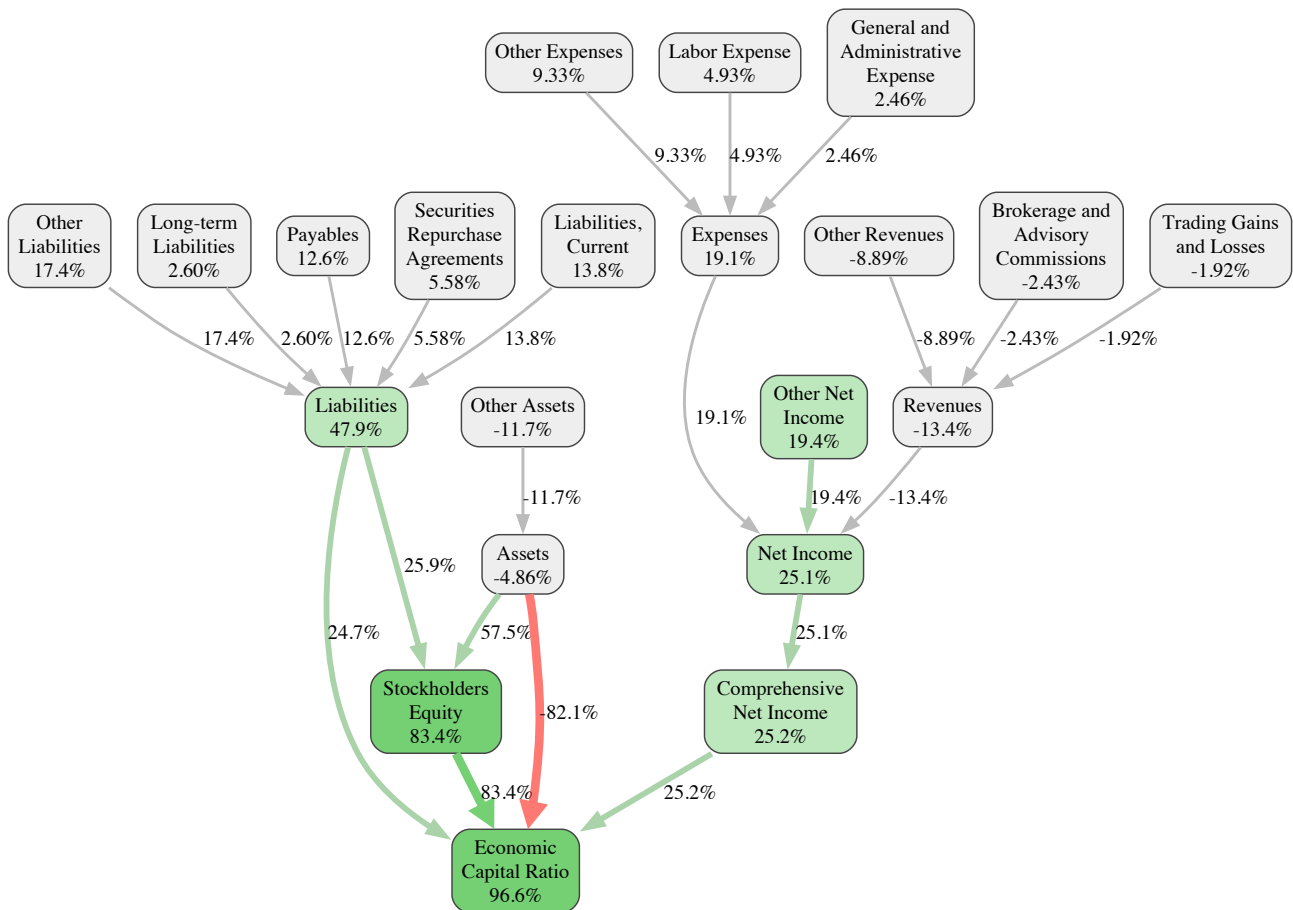 General and
Administrative
Expense
2.46%
Other Expenses
9.33%
Labor Expense
4.93%
9.33%
4.93%
2.46%
Other
Liabilities
17.4%
Long-term
Liabilities
2.60%
Payables
12.6%
Securities
Repurchase
Agreements
5.58%
Liabilities,
Current
13.8%
Expenses
19.1%
Other Revenues
-8.89%
Brokerage and
Advisory
Commissions
-2.43%
Trading Gains
and Losses
-1.92%
17.4%
2.60%
12.6%
5.58%
13.8%
-8.89%
-2.43%
-1.92%
Liabilities
47.9%
Other Assets
-11.7%
Other Net
Income
19.4%
Revenues
-13.4%
19.1%
-11.7%
19.4%
-13.4%
Assets
-4.86%
Net Income
25.1%
25.9%
24.7%
57.5%
25.1%
Stockholders
Equity
83.4%
-82.1%
Comprehensive
Net Income
25.2%
83.4%
25.2%
Economic
Capital Ratio
96.6%